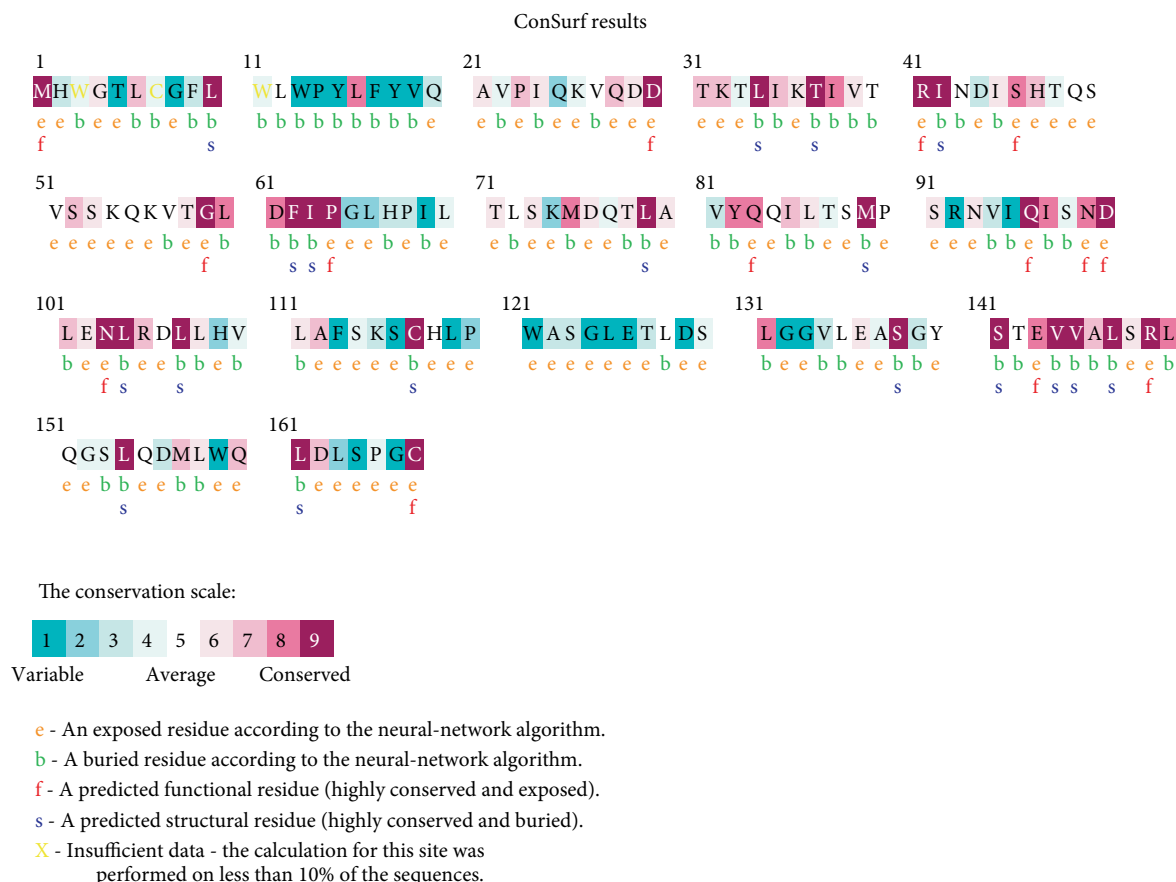 ConSurf results
1 11 21 31 41
MHWGTLCGFL WLWPYLFYVQ AVPIQKVQDD TKTLIKTIVT RINDISHTQS
e e b e e b b e b b b b b b b b b b b e e b e b e e b e e e e e e b b e b b b b e b b e b e e e e e
f s f s s f s f
51 61 71 81 91
VSSKQKVTGL DFIPGLHPIL TLSKMDQTLA VYQQILTSMP SRNVIQISND
e e e e e e b e e b b b b e e b e e b e e b e e b e e b b e b b e e b b e e b e e e e b b e b b e e
f s s f s f s f f f
101 111 121 131 141
LENLRDLLHV LAFSKSCHLP WASGLETLDS LGGVLEASGY STEVVALSRL
b e e b e e b b e b b b e e e e b e e e e e e e e e e b e e b e e b b e e b b e b e e b b b b e e b
f s s s s s f s s s f
151 161
QGSLQDMLWQ LDLSPGC
e e b b e e b b e e b e e e e e e
s s f
The conservation scale:
1 2 3 4 5 6 7 8 9
Variable Average Conserved
e - An exposed residue according to the neural-network algorithm.
b - A buried residue according to the neural-network algorithm.
f - A predicted functional residue (highly conserved and exposed).
s - A predicted structural residue (highly conserved and buried).
X - Insufficient data - the calculation for this site was
performed on less than 10% of the sequences.